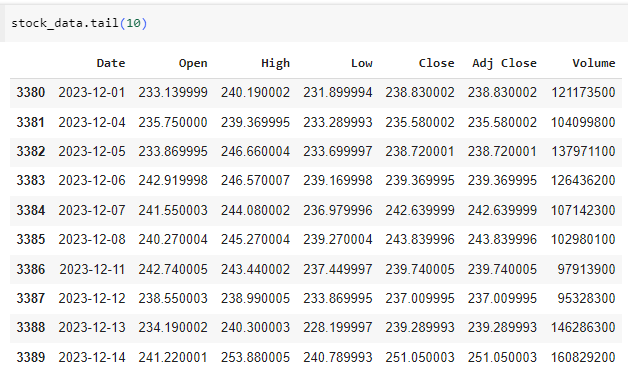 stock_data.tail(10)
Date Open High Low Close Adj Close Volume
3380 2023-12-01 233.139999 240.190002 231.899994 238.830002 238.830002 121173500
3381 2023-12-04 235.750000 239.369995 233.289993 235.580002 235.580002 104099800
3382 2023-12-05 233.869995 246.660004 233.699997 238.720001 238.720001 137971100
3383 2023-12-06 242.919998 246.570007 239.169998 239.369995 239.369995 126436200
3384 2023-12-07 241.550003 244.080002 236.979996 242.639999 242.639999 107142300
3385 2023-12-08 240.270004 245.270004 239.270004 243.839996 243.839996 102980100
3386 2023-12-11 242.740005 243.440002 237.449997 239.740005 239.740005 97913900
3387 2023-12-12 238.550003 238.990005 233.869995 237.009995 237.009995 95328300
3388 2023-12-13 234.190002 240.300003 228.199997 239.289993 239.289993 146286300
3389 2023-12-14 241.220001 253.880005 240.789993 251.050003 251.050003 160829200